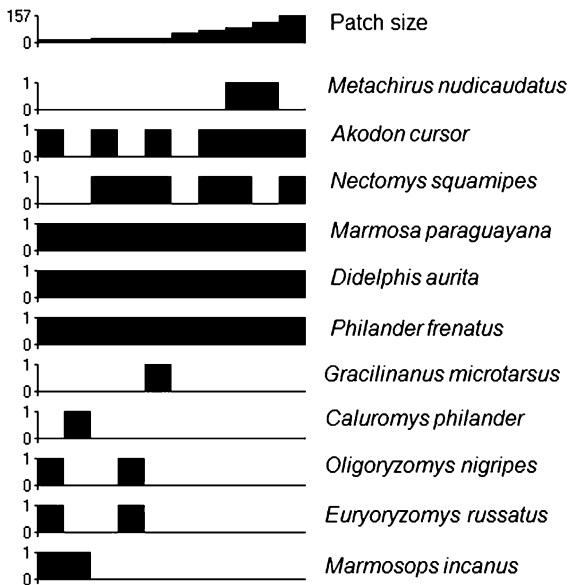 157
0
Patch size
1
0
Metachirus nudicaudatus
1
0
Akodon cursor
1
0
Nectomys squamipes
1
0
Marmosa paraguayana
1
0
Didelphis aurita
1
0
Philander frenatus
1
0
Gracilinanus microtarsus
1
0
Caluromys philander
1
0
Oligoryzomys nigripes
1
0
Euryoryzomys russatus
1
0
Marmosops incanus